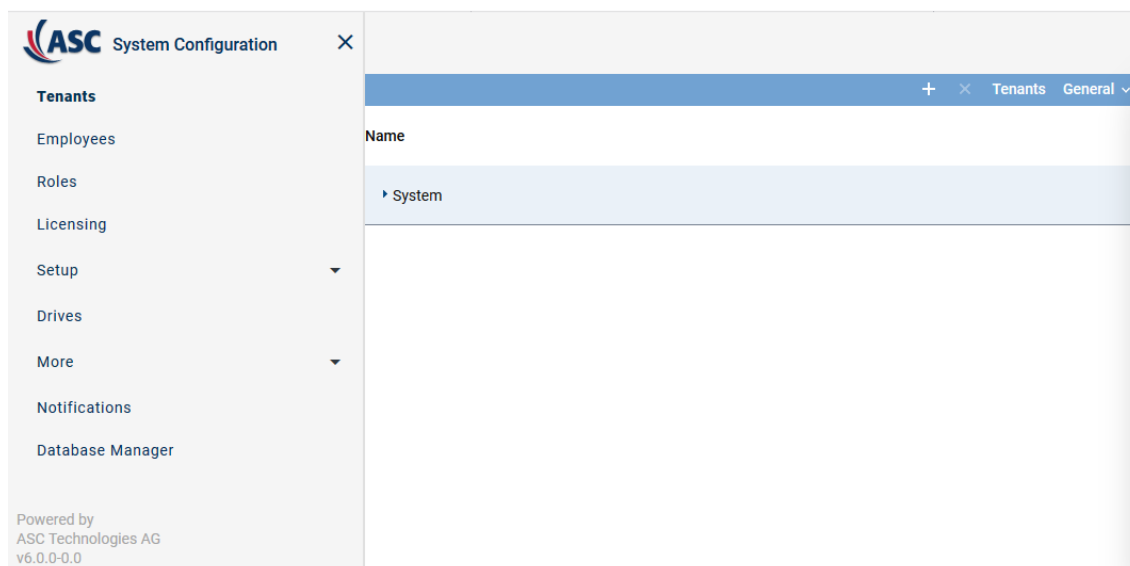 ASC System Configuration
Tenants
Employees
Roles
Licensing
Setup
Drives
More
Notifications
Database Manager
Powered by
ASC Technologies AG
v6.0.0-0.0
Tenants General
Name
System